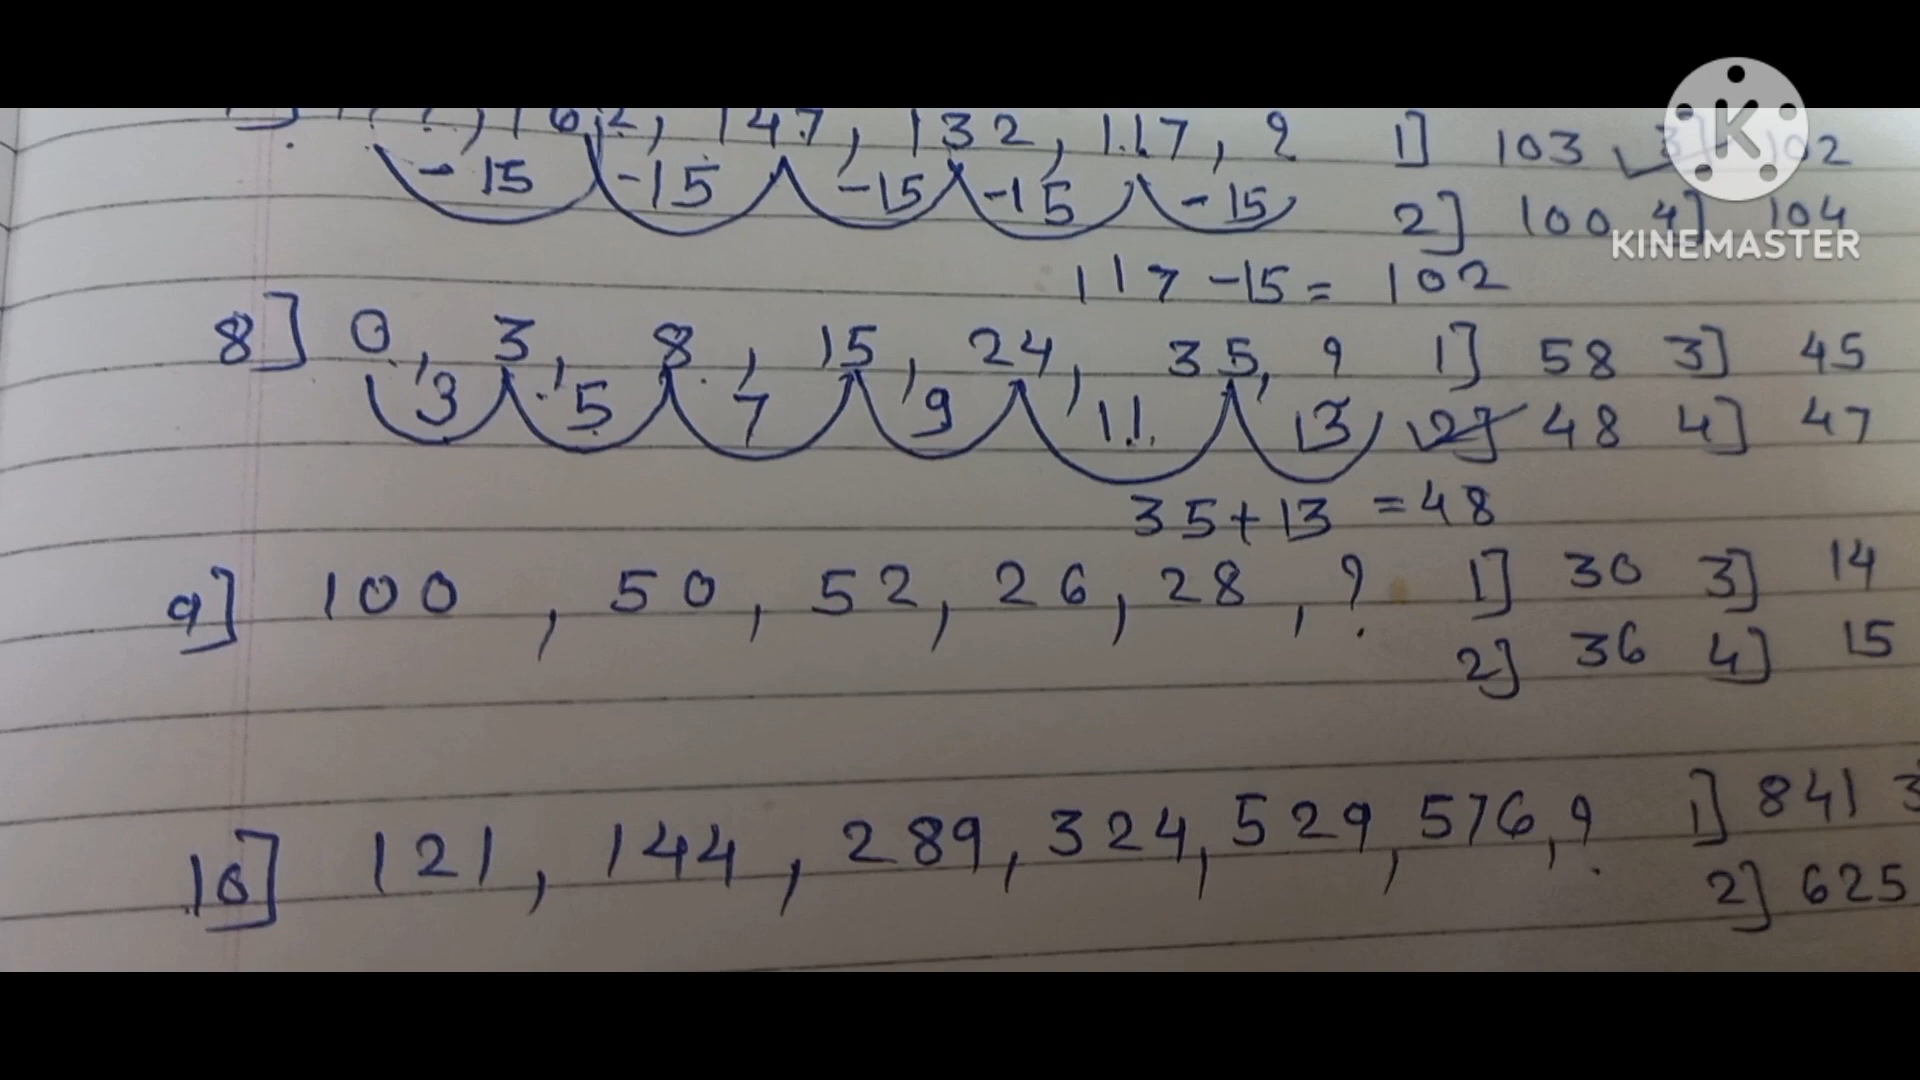 162, 147, 132, 117, ? 1] 103 3] 102
-15 -15 -15 -15 -15 2] 100 4] 104
KINEMASTER
117 -15 = 102
8] 0, 3, 8, 15, 24, 35, ? 1] 58 3] 45
3 5 7 9 11 13 2] 48 4] 47
35+13 =48
9] 100, 50, 52, 26, 28, ? 1] 30 3] 14
2] 36 4] 15
10] 121, 144, 289, 324, 529, 576, ? 1] 841 3
2] 625